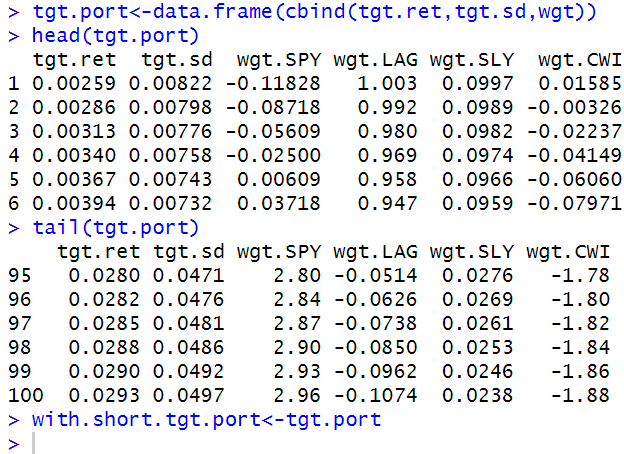 > tgt.port<-data.frame(cbind(tgt.ret,tgt.sd,wgt))
> head(tgt.port)
  tgt.ret  tgt.sd  wgt.SPY wgt.LAG wgt.SLY  wgt.CWI
1 0.00259 0.00822 -0.11828   1.003  0.0997  0.01585
2 0.00286 0.00798 -0.08718   0.992  0.0989 -0.00326
3 0.00313 0.00776 -0.05609   0.980  0.0982 -0.02237
4 0.00340 0.00758 -0.02500   0.969  0.0974 -0.04149
5 0.00367 0.00743  0.00609   0.958  0.0966 -0.06060
6 0.00394 0.00732  0.03718   0.947  0.0959 -0.07971
> tail(tgt.port)
    tgt.ret tgt.sd wgt.SPY wgt.LAG wgt.SLY wgt.CWI
95   0.0280 0.0471    2.80 -0.0514  0.0276   -1.78
96   0.0282 0.0476    2.84 -0.0626  0.0269   -1.80
97   0.0285 0.0481    2.87 -0.0738  0.0261   -1.82
98   0.0288 0.0486    2.90 -0.0850  0.0253   -1.84
99   0.0290 0.0492    2.93 -0.0962  0.0246   -1.86
100  0.0293 0.0497    2.96 -0.1074  0.0238   -1.88
> with.short.tgt.port<-tgt.port
>